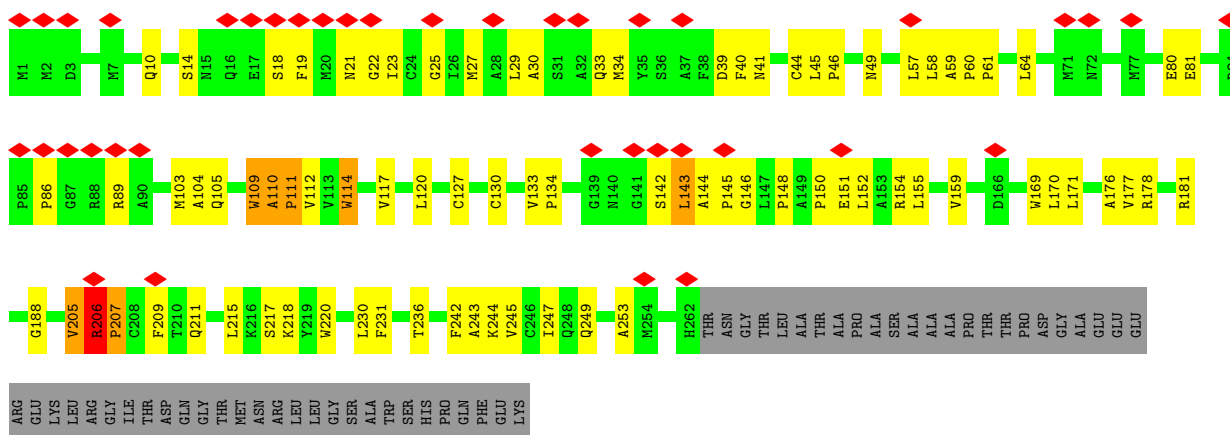 M1 M2 D3 M7 Q10 S14 N15 Q16 E17 S18 F19 M20 N21 G22 I23 C24 G25 I26 M27 A28 L29 A30 S31 A32 Q33 M34 Y35 S36 A37 F38 D39 F40 N41 C44 L45 P46 N49 L57 L58 A59 P60 P61 L64 M71 N72 M77 E80 E81
P85 P86 G87 R88 R89 A90 M103 A104 Q105 W109 A110 P111 V112 V113 W114 V117 L120 C127 C130 V133 P134 G139 N140 G141 S142 L143 A144 P145 G146 L147 P148 A149 P150 E151 L152 A153 R154 L155 V159 D166 W169 L170 L171 A176 V177 R178 R181
G188 V205 R206 P207 C208 F209 T210 Q211 L215 K216 S217 K218 Y219 W220 L230 F231 T236 F242 A243 K244 V245 C246 I247 Q248 Q249 A253 M254 H262 THR ASN GLY THR LEU ALA THR ALA PRO ALA SER ALA ALA ALA PRO THR THR PRO ASP GLY ALA GLU GLU GLU
ARG GLU LYS LEU ARG GLY ILE THR ASP GLN GLY THR MET ASN ARG LEU LEU GLY SER ALA TRP SER HIS PRO GLN PHE GLU LYS